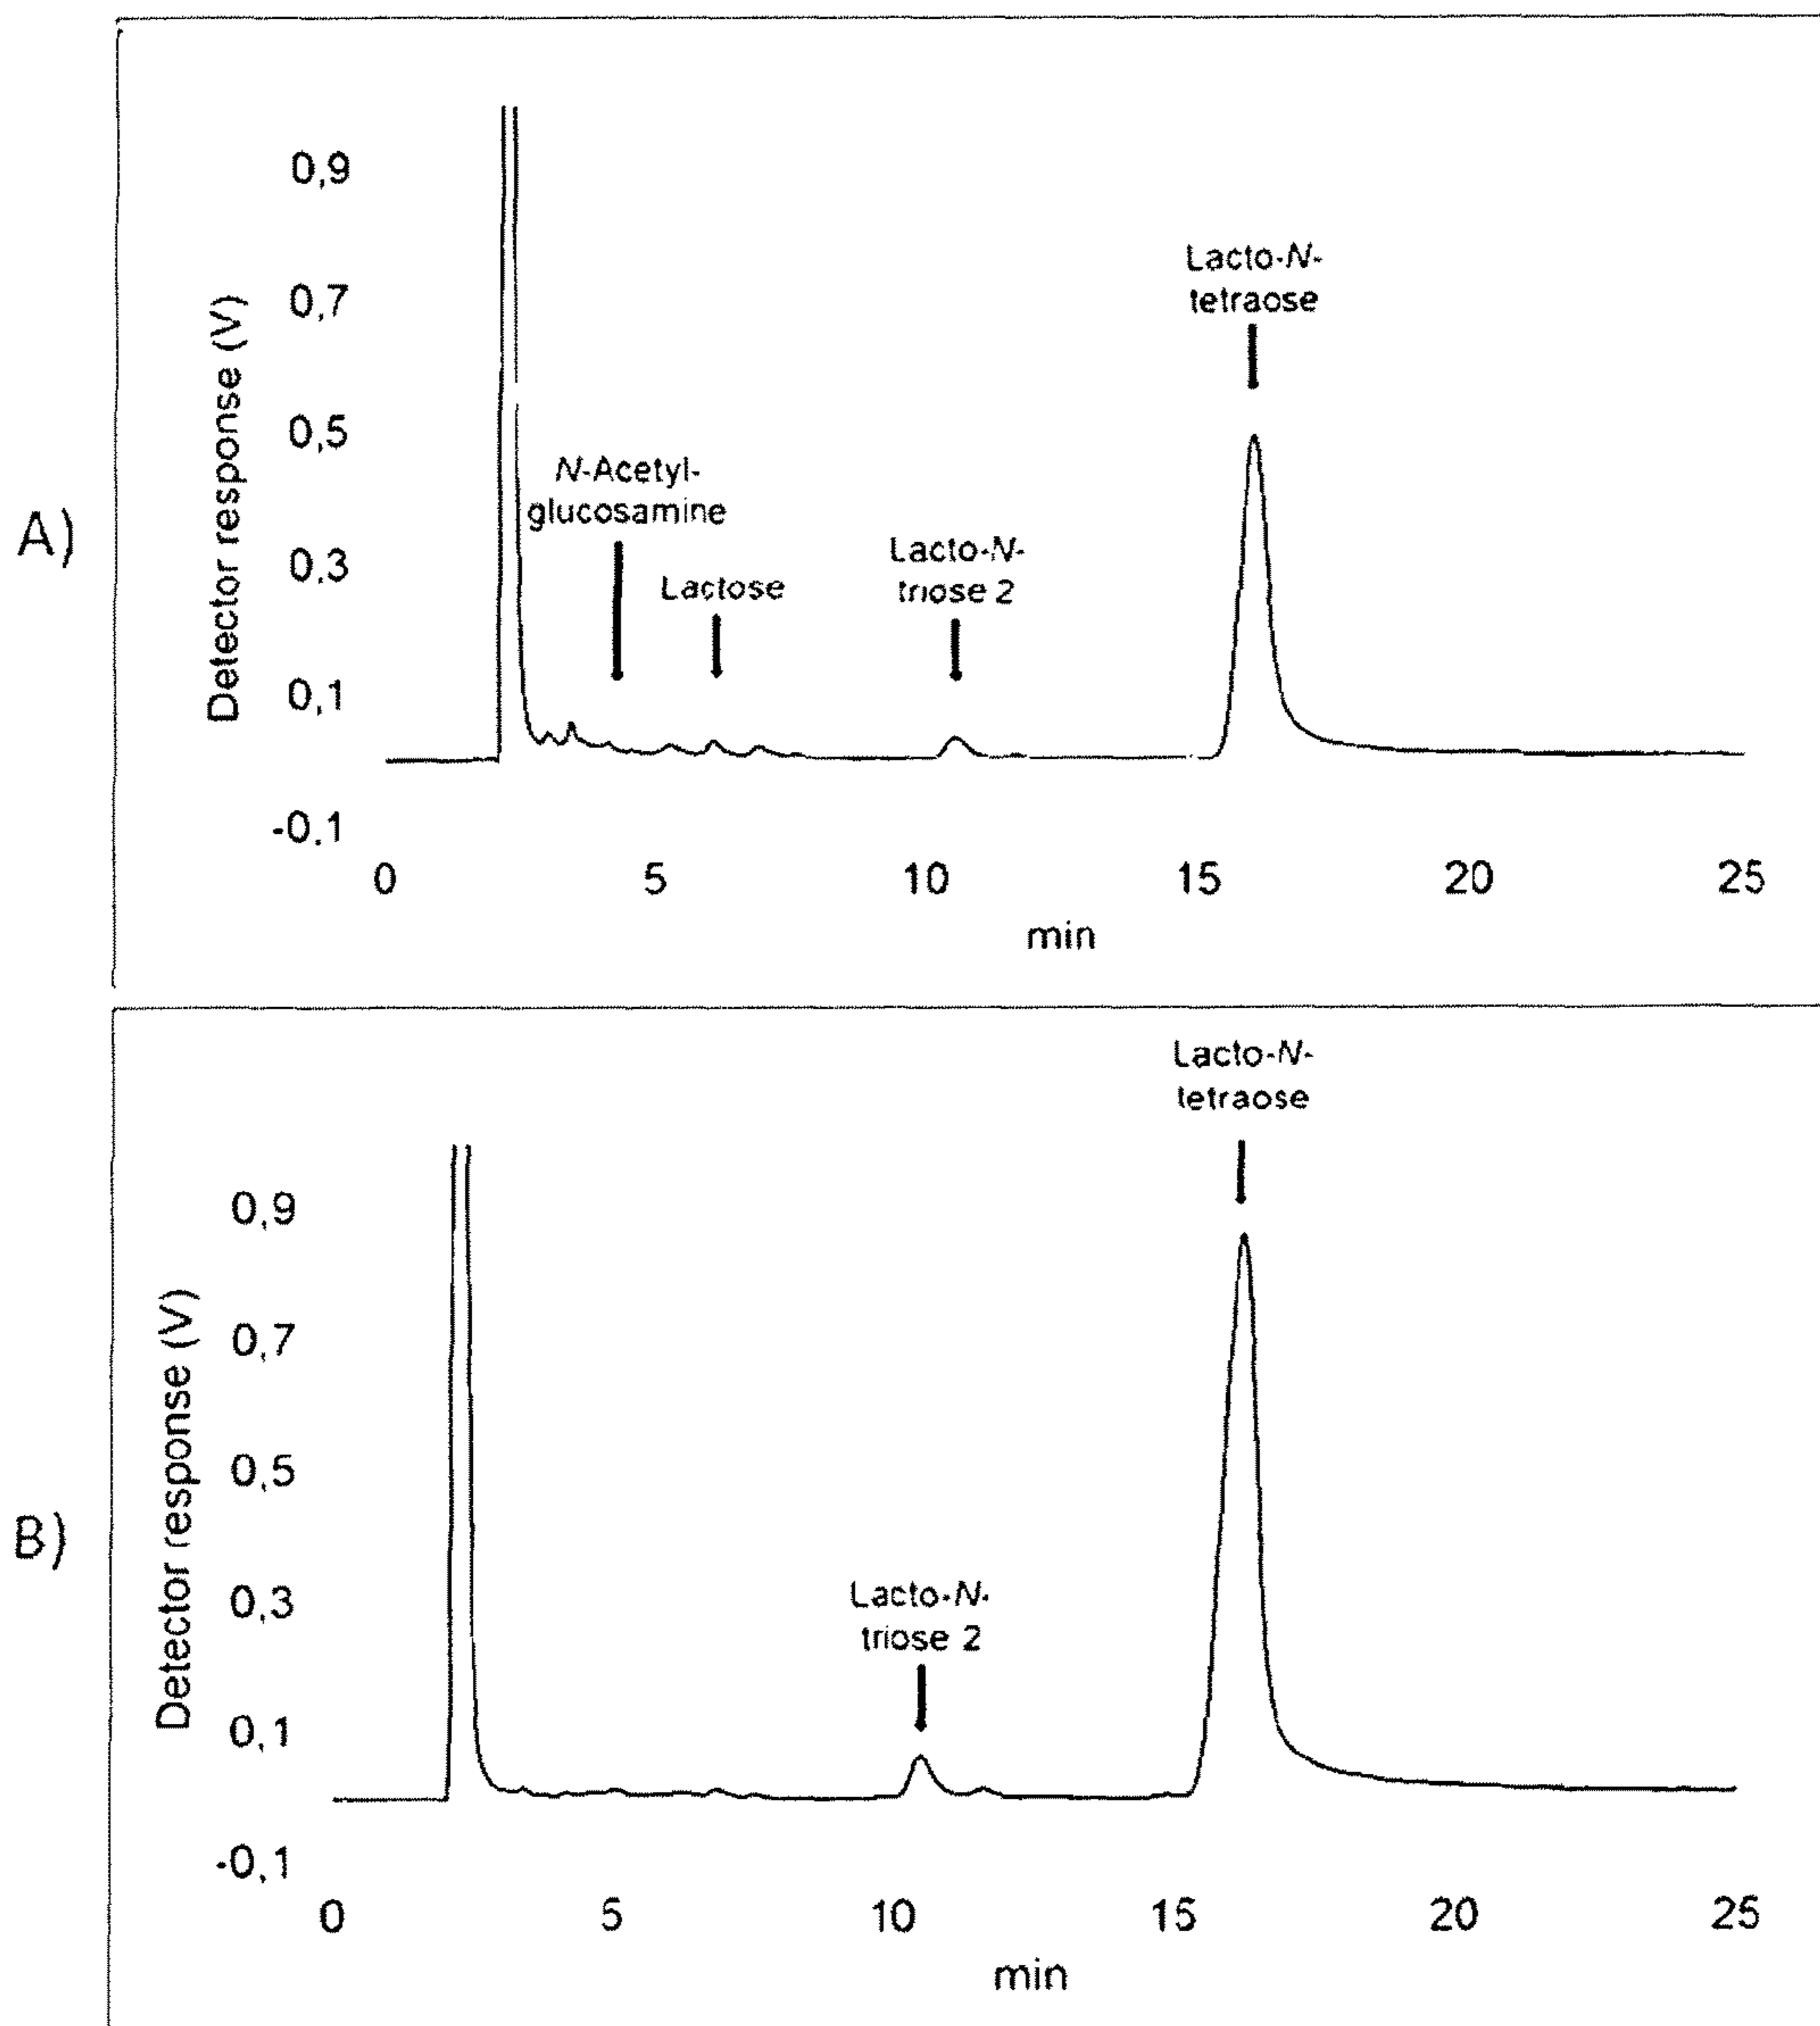 A)
Detector response (V)
0,9
0,7
0,5
0,3
0,1
-0.1
N-Acetyl-
glucosamine
Lactose
Lacto-N-
triose 2
Lacto-N-
tetraose
0 5 10 15 20 25
min
B)
Detector response (V)
0,9
0,7
0,5
0,3
0,1
-0,1
Lacto-N-
triose 2
Lacto-N-
tetraose
0 5 10 15 20 25
min